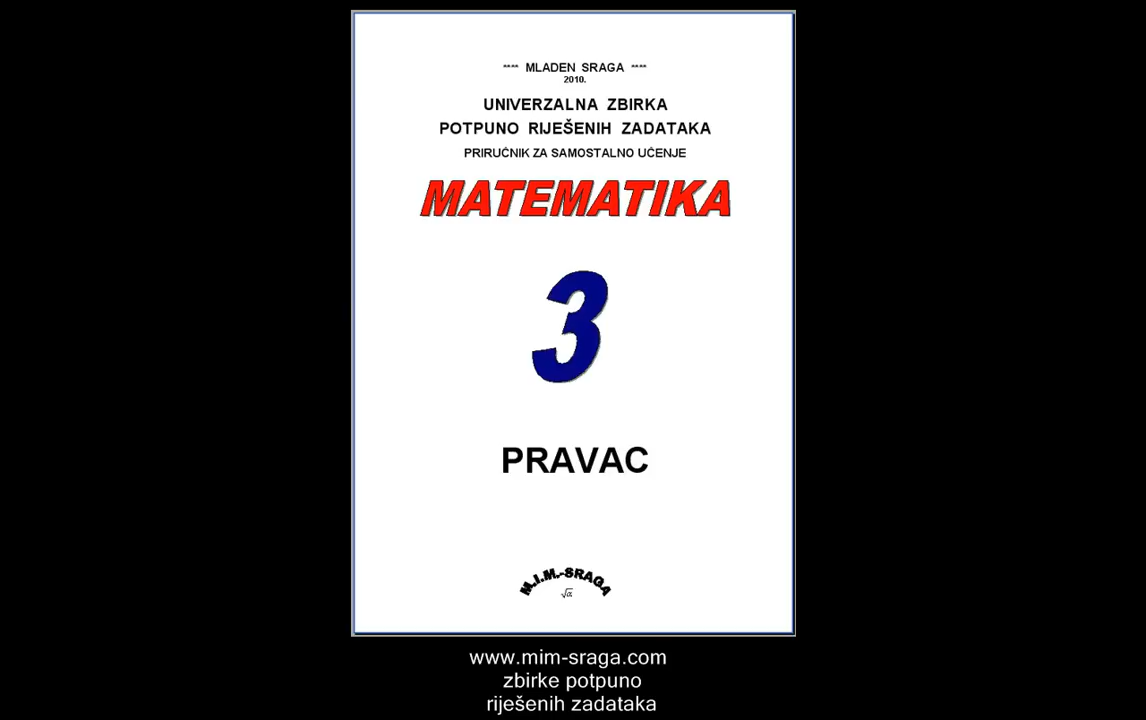 **** MLADEN SRAGA ****
2010.
UNIVERZALNA ZBIRKA
POTPUNO RIJEŠENIH ZADATAKA
PRIRUČNIK ZA SAMOSTALNO UČENJE
MATEMATIKA
3
PRAVAC
M.I.M.-SRAGA
√α
www.mim-sraga.com
zbirke potpuno
riješenih zadataka